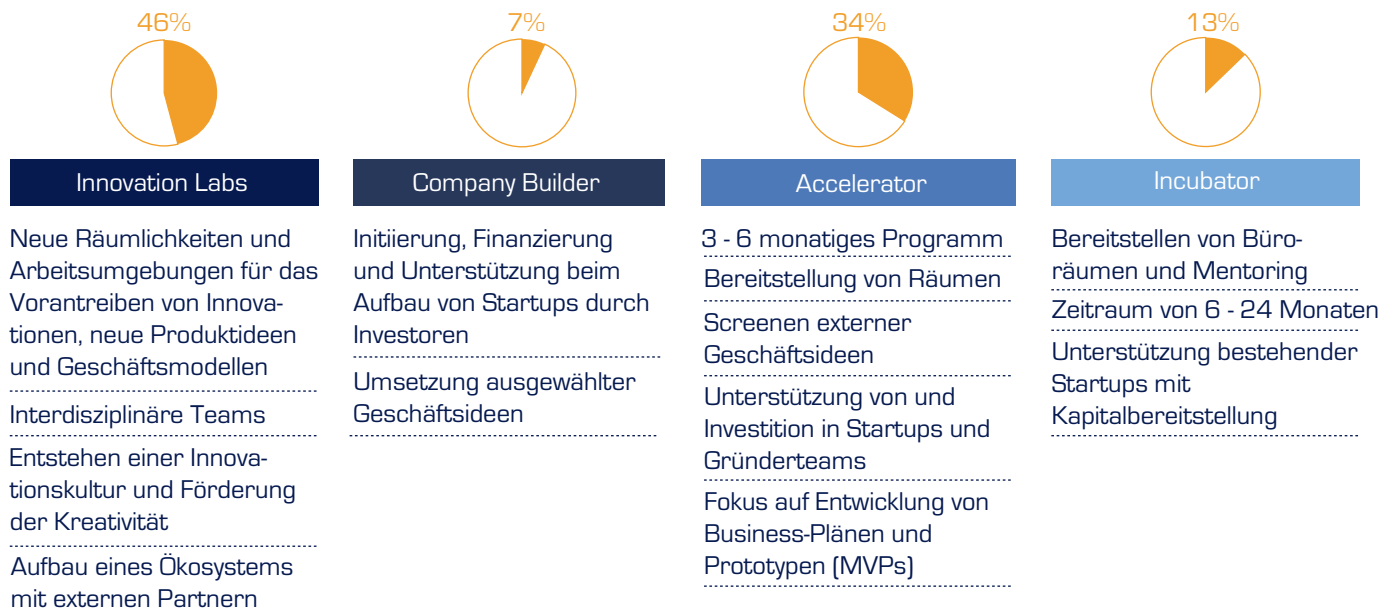 46%
Innovation Labs
Neue Räumlichkeiten und
Arbeitsumgebungen für das
Vorantreiben von Innova-
tionen, neue Produktideen
und Geschäftsmodellen
Interdisziplinäre Teams
Entstehen einer Innova-
tionskultur und Förderung
der Kreativität
Aufbau eines Ökosystems
mit externen Partnern
7%
Company Builder
Initiierung, Finanzierung
und Unterstützung beim
Aufbau von Startups durch
Investoren
Umsetzung ausgewählter
Geschäftsideen
34%
Accelerator
3 - 6 monatiges Programm
Bereitstellung von Räumen
Screenen externer
Geschäftsideen
Unterstützung von und
Investition in Startups und
Gründerteams
Fokus auf Entwicklung von
Business-Plänen und
Prototypen (MVPs)
13%
Incubator
Bereitstellen von Büro-
räumen und Mentoring
Zeitraum von 6 - 24 Monaten
Unterstützung bestehender
Startups mit
Kapitalbereitstellung